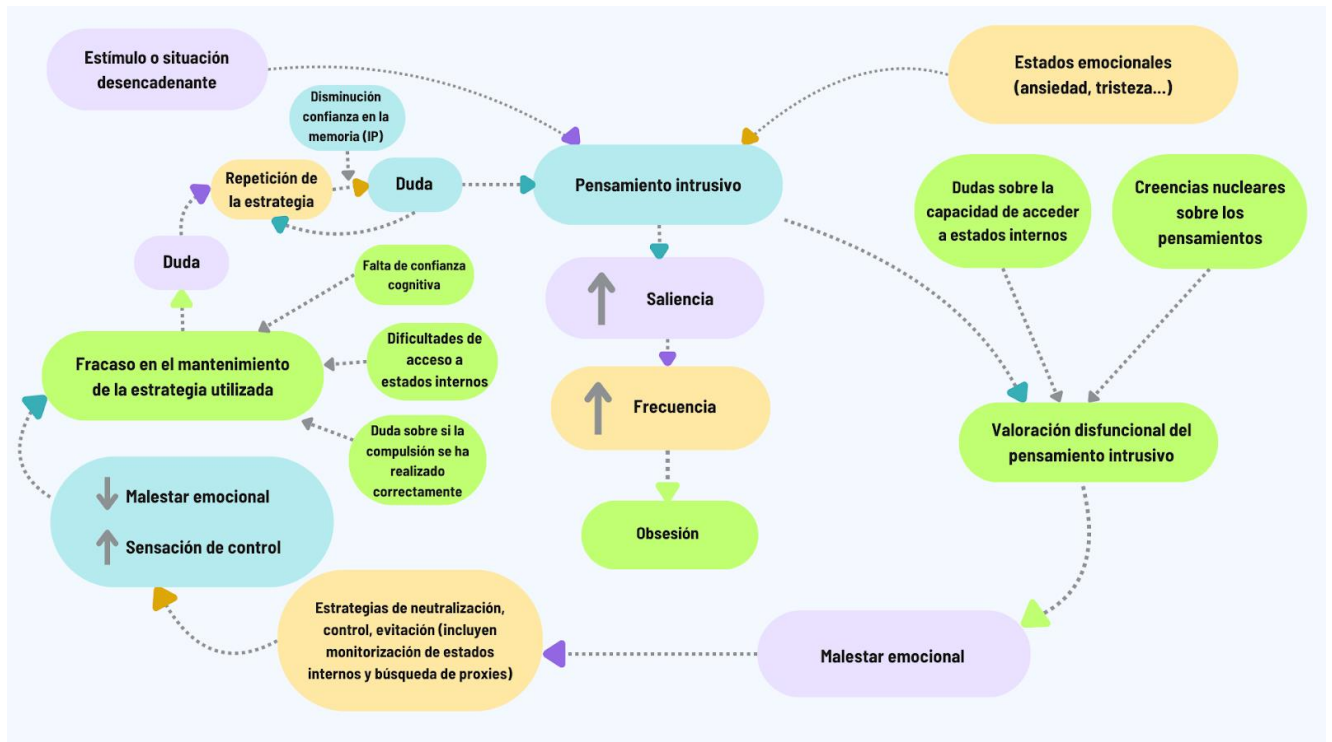 Estímulo o situación
desencadenante
Estados emocionales
(ansiedad, tristeza...)
Disminución
confianza en la
memoria (IP)
Repetición de
la estrategia
Duda
Pensamiento intrusivo
Dudas sobre la
capacidad de acceder
a estados internos
Creencias nucleares
sobre los
pensamientos
Duda
Falta de confianza
cognitiva
Saliencia
Fracaso en el mantenimiento
de la estrategia utilizada
Dificultades de
acceso a
estados internos
Frecuencia
Duda sobre si la
compulsión se ha
realizado
correctamente
Valoración disfuncional del
pensamiento intrusivo
Malestar emocional
Sensación de control
Obsesión
Estrategias de neutralización,
control, evitación (incluyen
monitorización de estados
internos y búsqueda de proxies)
Malestar emocional